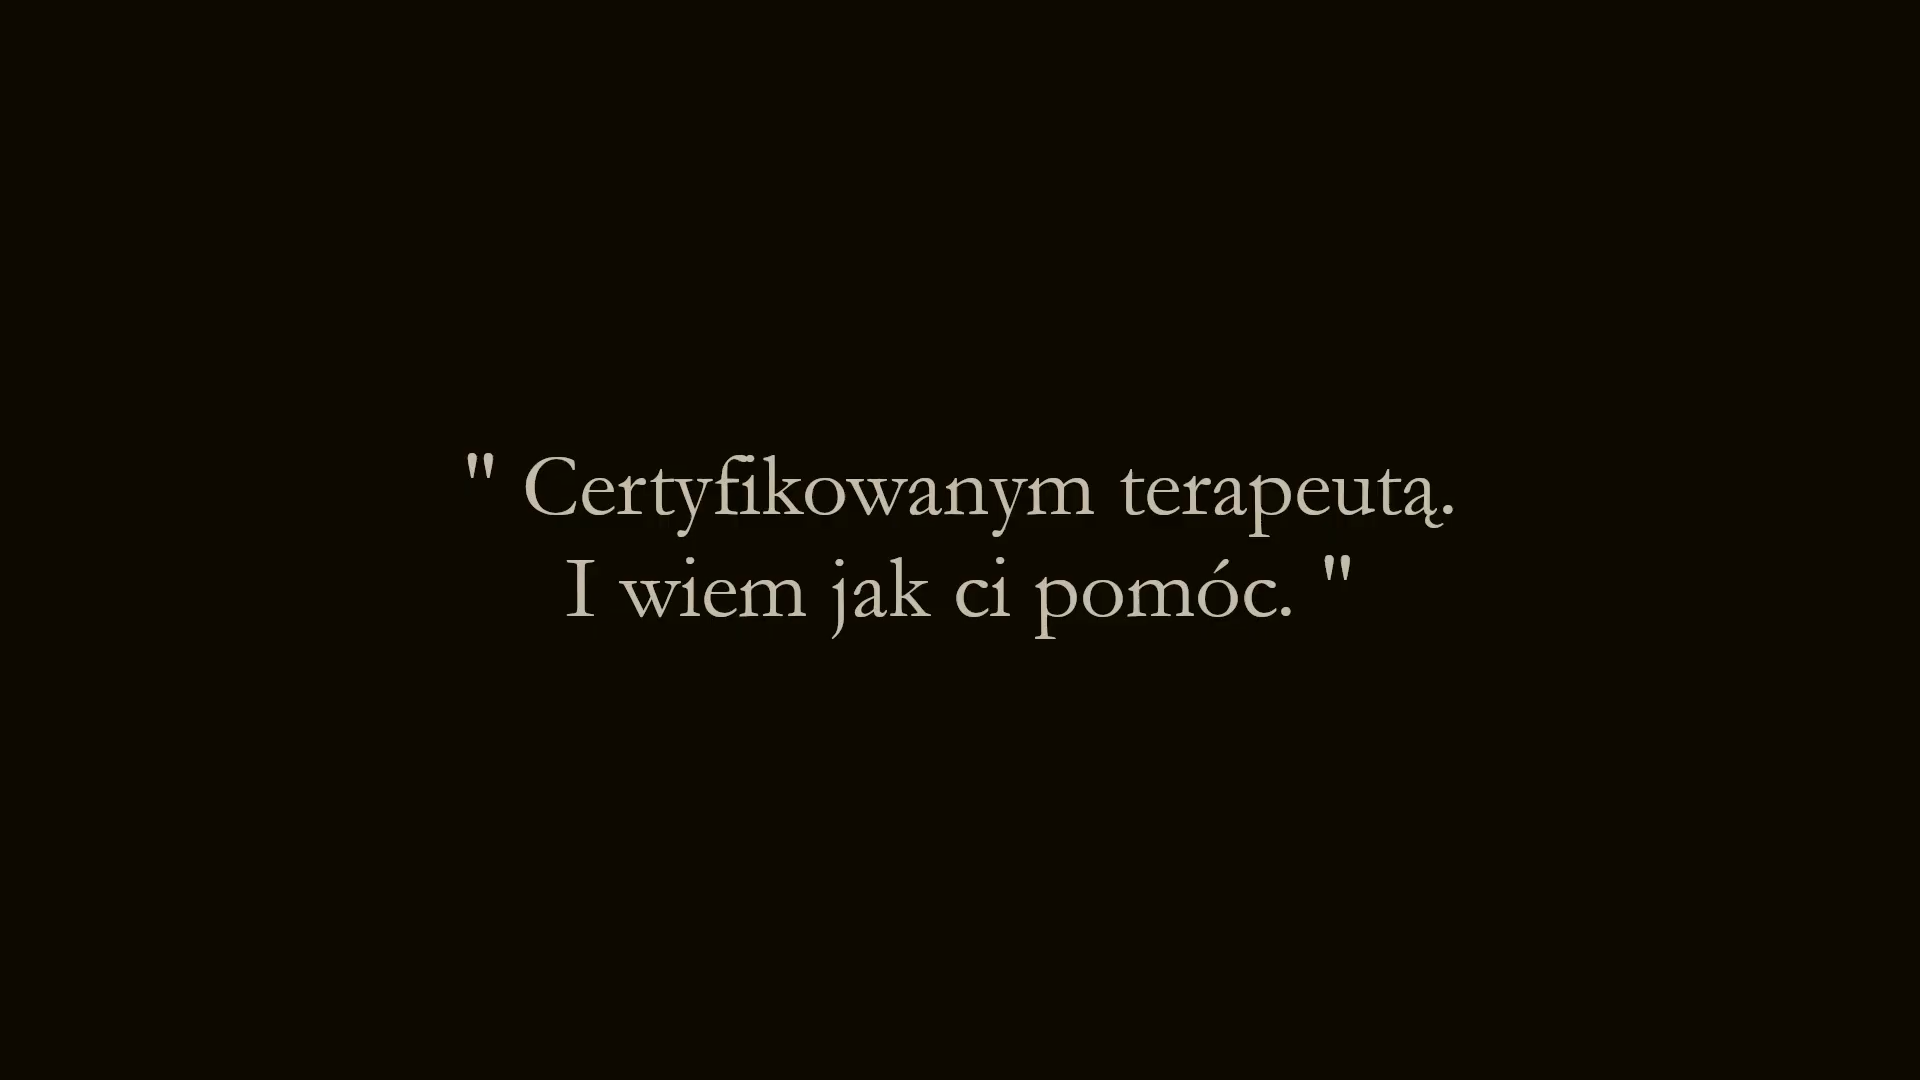 " Certyfikowanym terapeutą.
I wiem jak ci pomóc. "